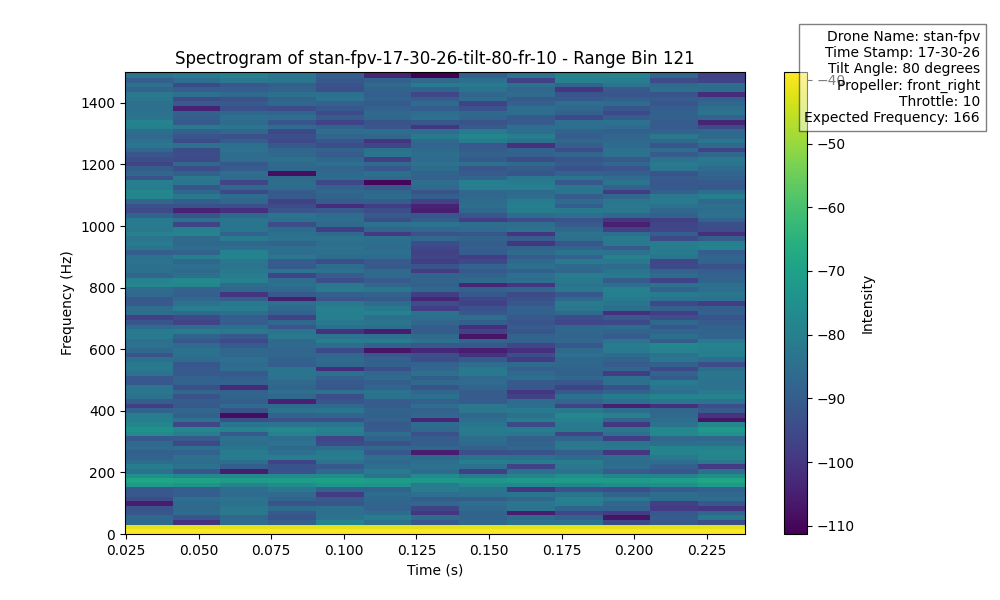 Spectrogram of stan-fpv-17-30-26-tilt-80-fr-10 - Range Bin 121
Drone Name: stan-fpv
Time Stamp: 17-30-26
Tilt Angle: 80 degrees
Propeller: front_right
Throttle: 10
Expected Frequency: 166
Frequency (Hz)
1400
1200
1000
800
600
400
200
0
0.025
0.050
0.075
0.100
0.125
0.150
0.175
0.200
0.225
Time (s)
−40
−50
−60
−70
−80
−90
−100
−110
Intensity